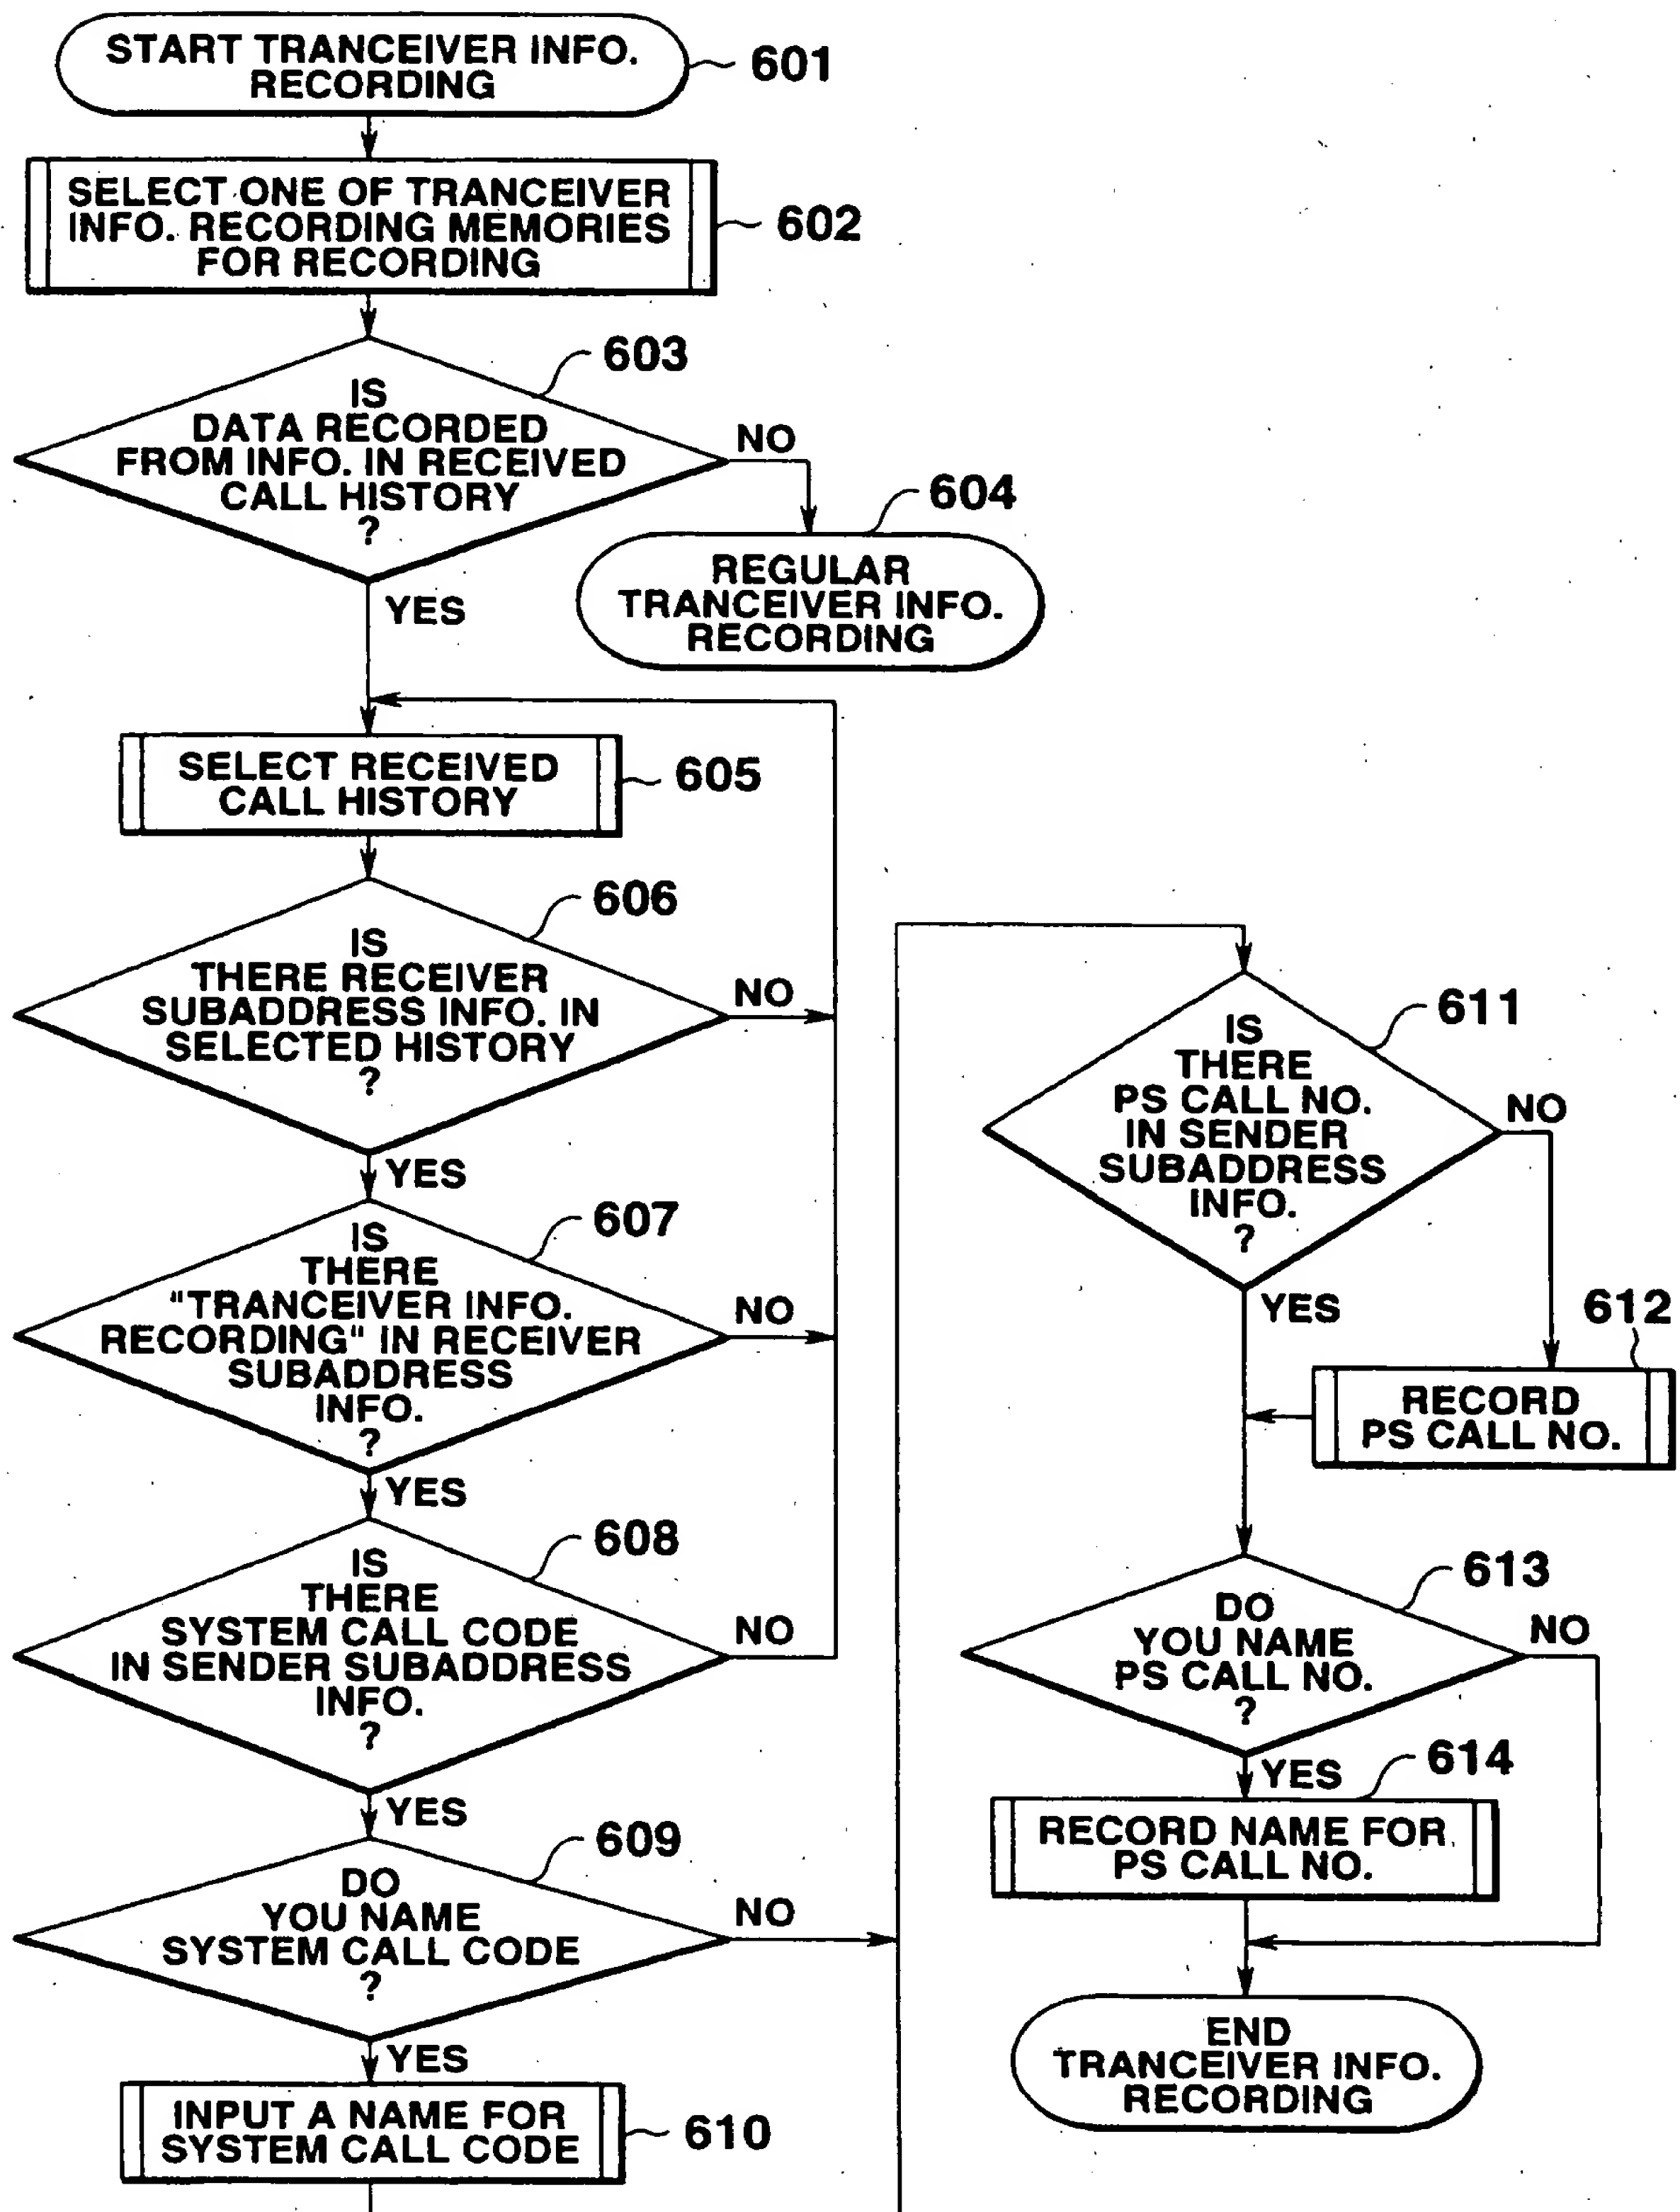 START TRANCEIVER INFO.
RECORDING
601
SELECT ONE OF TRANCEIVER
INFO. RECORDING MEMORIES
FOR RECORDING
602
603
IS
DATA RECORDED
FROM INFO. IN RECEIVED
CALL HISTORY
?
NO
YES
604
REGULAR
TRANCEIVER INFO.
RECORDING
SELECT RECEIVED
CALL HISTORY
605
606
IS
THERE RECEIVER
SUBADDRESS INFO. IN
SELECTED HISTORY
?
NO
YES
607
IS
THERE
"TRANCEIVER INFO.
RECORDING" IN RECEIVER
SUBADDRESS
INFO.
?
NO
YES
608
IS
THERE
SYSTEM CALL CODE
IN SENDER SUBADDRESS
INFO.
?
NO
YES
609
DO
YOU NAME
SYSTEM CALL CODE
?
NO
YES
INPUT A NAME FOR
SYSTEM CALL CODE
610
611
IS
THERE
PS CALL NO.
IN SENDER
SUBADDRESS
INFO.
?
NO
YES
612
RECORD
PS CALL NO.
613
DO
YOU NAME
PS CALL NO.
?
NO
YES
614
RECORD NAME FOR
PS CALL NO.
END
TRANCEIVER INFO.
RECORDING